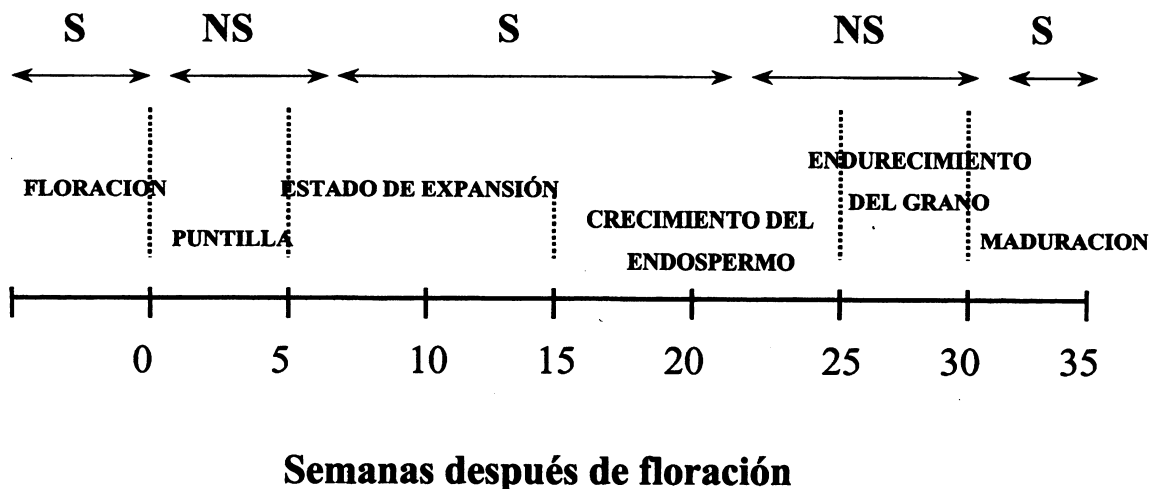 S NS S NS S
FLORACION
PUNTILLA
ESTADO DE EXPANSIÓN
CRECIMIENTO DEL
ENDOSPERMO
ENDURECIMIENTO
DEL GRANO
MADURACION
0 5 10 15 20 25 30 35
Semanas después de floración